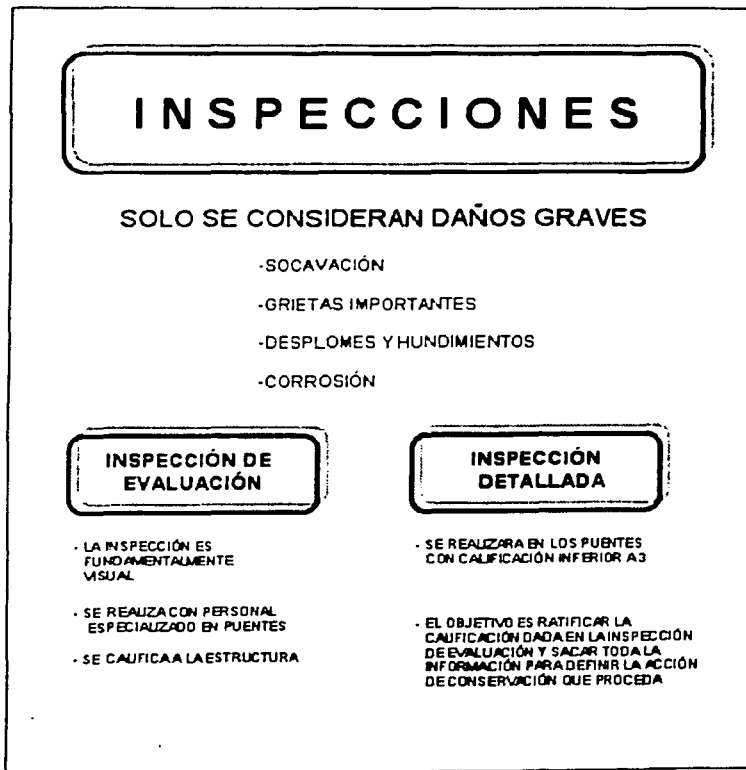 INSPECCIONES
SOLO SE CONSIDERAN DAÑOS GRAVES
-SOCAVACIÓN
-GRIETAS IMPORTANTES
-DESPLOMES Y HUNDIMIENTOS
-CORROSIÓN
INSPECCIÓN DE
EVALUACIÓN
- LA INSPECCIÓN ES
FUNDAMENTALMENTE
VISUAL
- SE REALIZA CON PERSONAL
ESPECIALIZADO EN PUENTES
- SE CALIFICA A LA ESTRUCTURA
INSPECCIÓN
DETALLADA
- SE REALIZARA EN LOS PUENTES
CON CALIFICACIÓN INFERIOR A 3
- EL OBJETIVO ES RATIFICAR LA
CALIFICACIÓN DADA EN LA INSPECCIÓN
DE EVALUACIÓN Y SACAR TODA LA
INFORMACIÓN PARA DEFINIR LA ACCIÓN
DE CONSERVACIÓN QUE PROCEDA